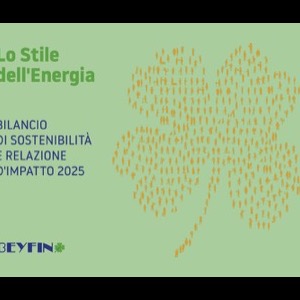 Lo Stile
dell'Energia
BILANCIO
DI SOSTENIBILITÀ
E RELAZIONE
D'IMPATTO 2025
BEYFIN